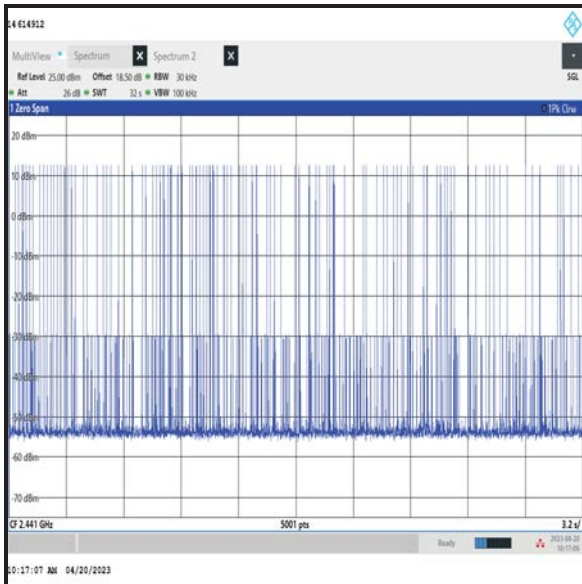 14 614912
MultiView Spectrum X Spectrum 2 X
Ref Level 25.00 dBm Offset 18.50 dB RBW 30 kHz SGL
Att 26 dB SWT 32 s VBW 100 kHz
1 Zero Span 1Pk Clrw
20 dBm
10 dBm
0 dBm
-10 dBm
-20 dBm
-30 dBm
-40 dBm
-50 dBm
-60 dBm
-70 dBm
CF 2.441 GHz 5001 pts 3.2 s/
Ready
10:17:06
10:17:07 AM 04/20/2023